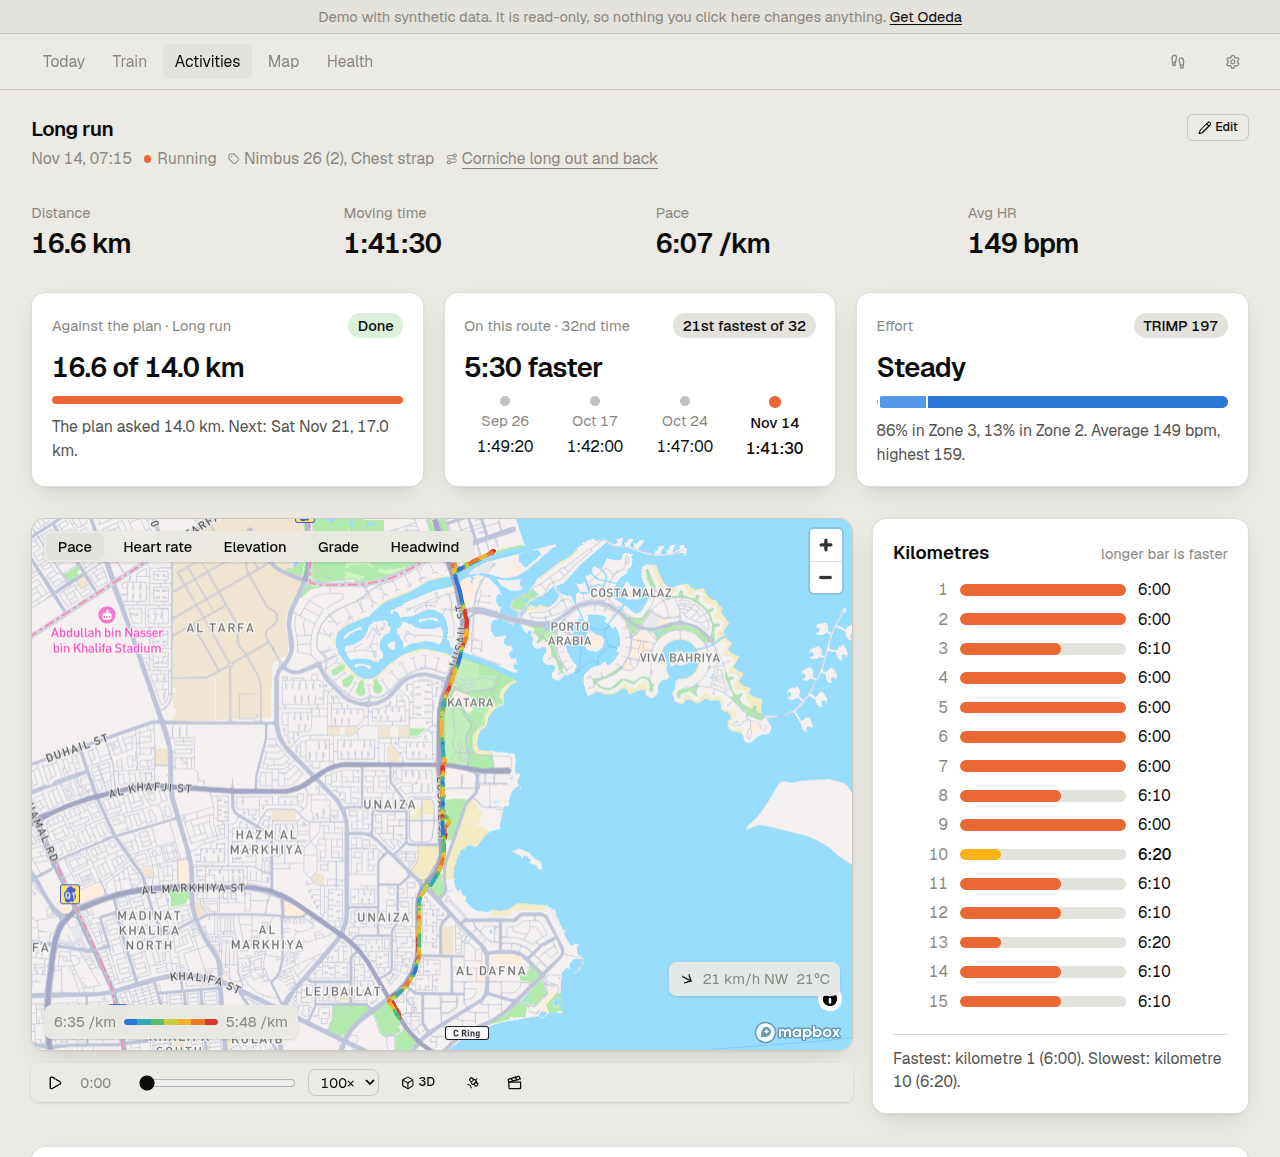 Demo with synthetic data. It is read-only, so nothing you click here changes anything. Get Odeda
Today Train Activities Map Health
Long run
Edit
Nov 14, 07:15 Running Nimbus 26 (2), Chest strap Corniche long out and back
Distance Moving time Pace Avg HR
16.6 km 1:41:30 6:07 /km 149 bpm
Against the plan · Long run Done
16.6 of 14.0 km
The plan asked 14.0 km. Next: Sat Nov 21, 17.0
km.
On this route · 32nd time 21st fastest of 32
5:30 faster
Sep 26 Oct 17 Oct 24 Nov 14
1:49:20 1:42:00 1:47:00 1:41:30
Effort TRIMP 197
Steady
86% in Zone 3, 13% in Zone 2. Average 149 bpm,
highest 159.
Pace Heart rate Elevation Grade Headwind
+
−
COSTA MALAZ
Abdullah bin Nasser
bin Khalifa Stadium
AL TARFA
PORTO
ARABIA
VIVA BAHRIYA
LUSAIL ST
KATARA
DUHAIL ST
AL KHAFJI ST
UNAIZA
HAZM AL
MARKHIYA
AL MARKHIYA ST
MADINAT
KHALIFA
NORTH
UNAIZA
AL
MARKHIYA
KHALIFA ST
AL DAFNA
LEJBAILAT
21 km/h NW 21°C
6:35 /km 5:48 /km
C Ring
mapbox
0:00 100× 3D
Kilometres longer bar is faster
1 6:00
2 6:00
3 6:10
4 6:00
5 6:00
6 6:00
7 6:00
8 6:10
9 6:00
10 6:20
11 6:10
12 6:10
13 6:20
14 6:10
15 6:10
Fastest: kilometre 1 (6:00). Slowest: kilometre
10 (6:20).